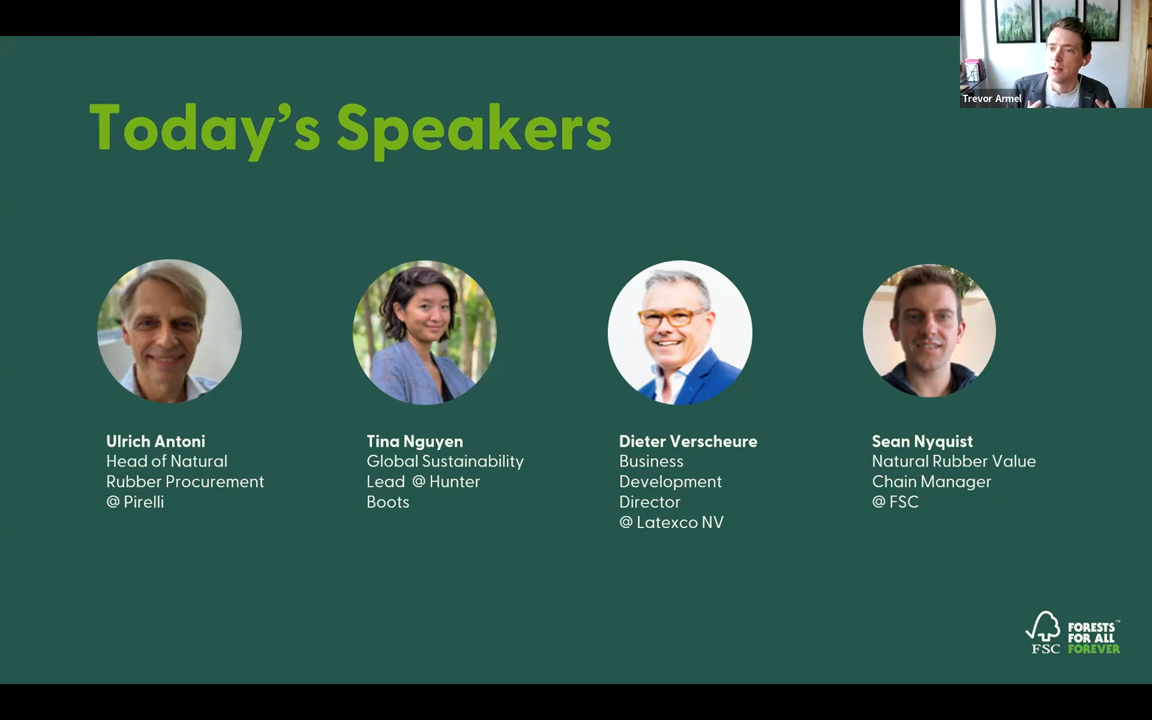 Trevor Armel
Today's Speakers
Ulrich Antoni
Head of Natural
Rubber Procurement
@ Pirelli
Tina Nguyen
Global Sustainability
Lead @ Hunter
Boots
Dieter Verscheure
Business
Development
Director
@ Latexco NV
Sean Nyquist
Natural Rubber Value
Chain Manager
@ FSC
FSC
FORESTS™
FOR ALL
FOREVER